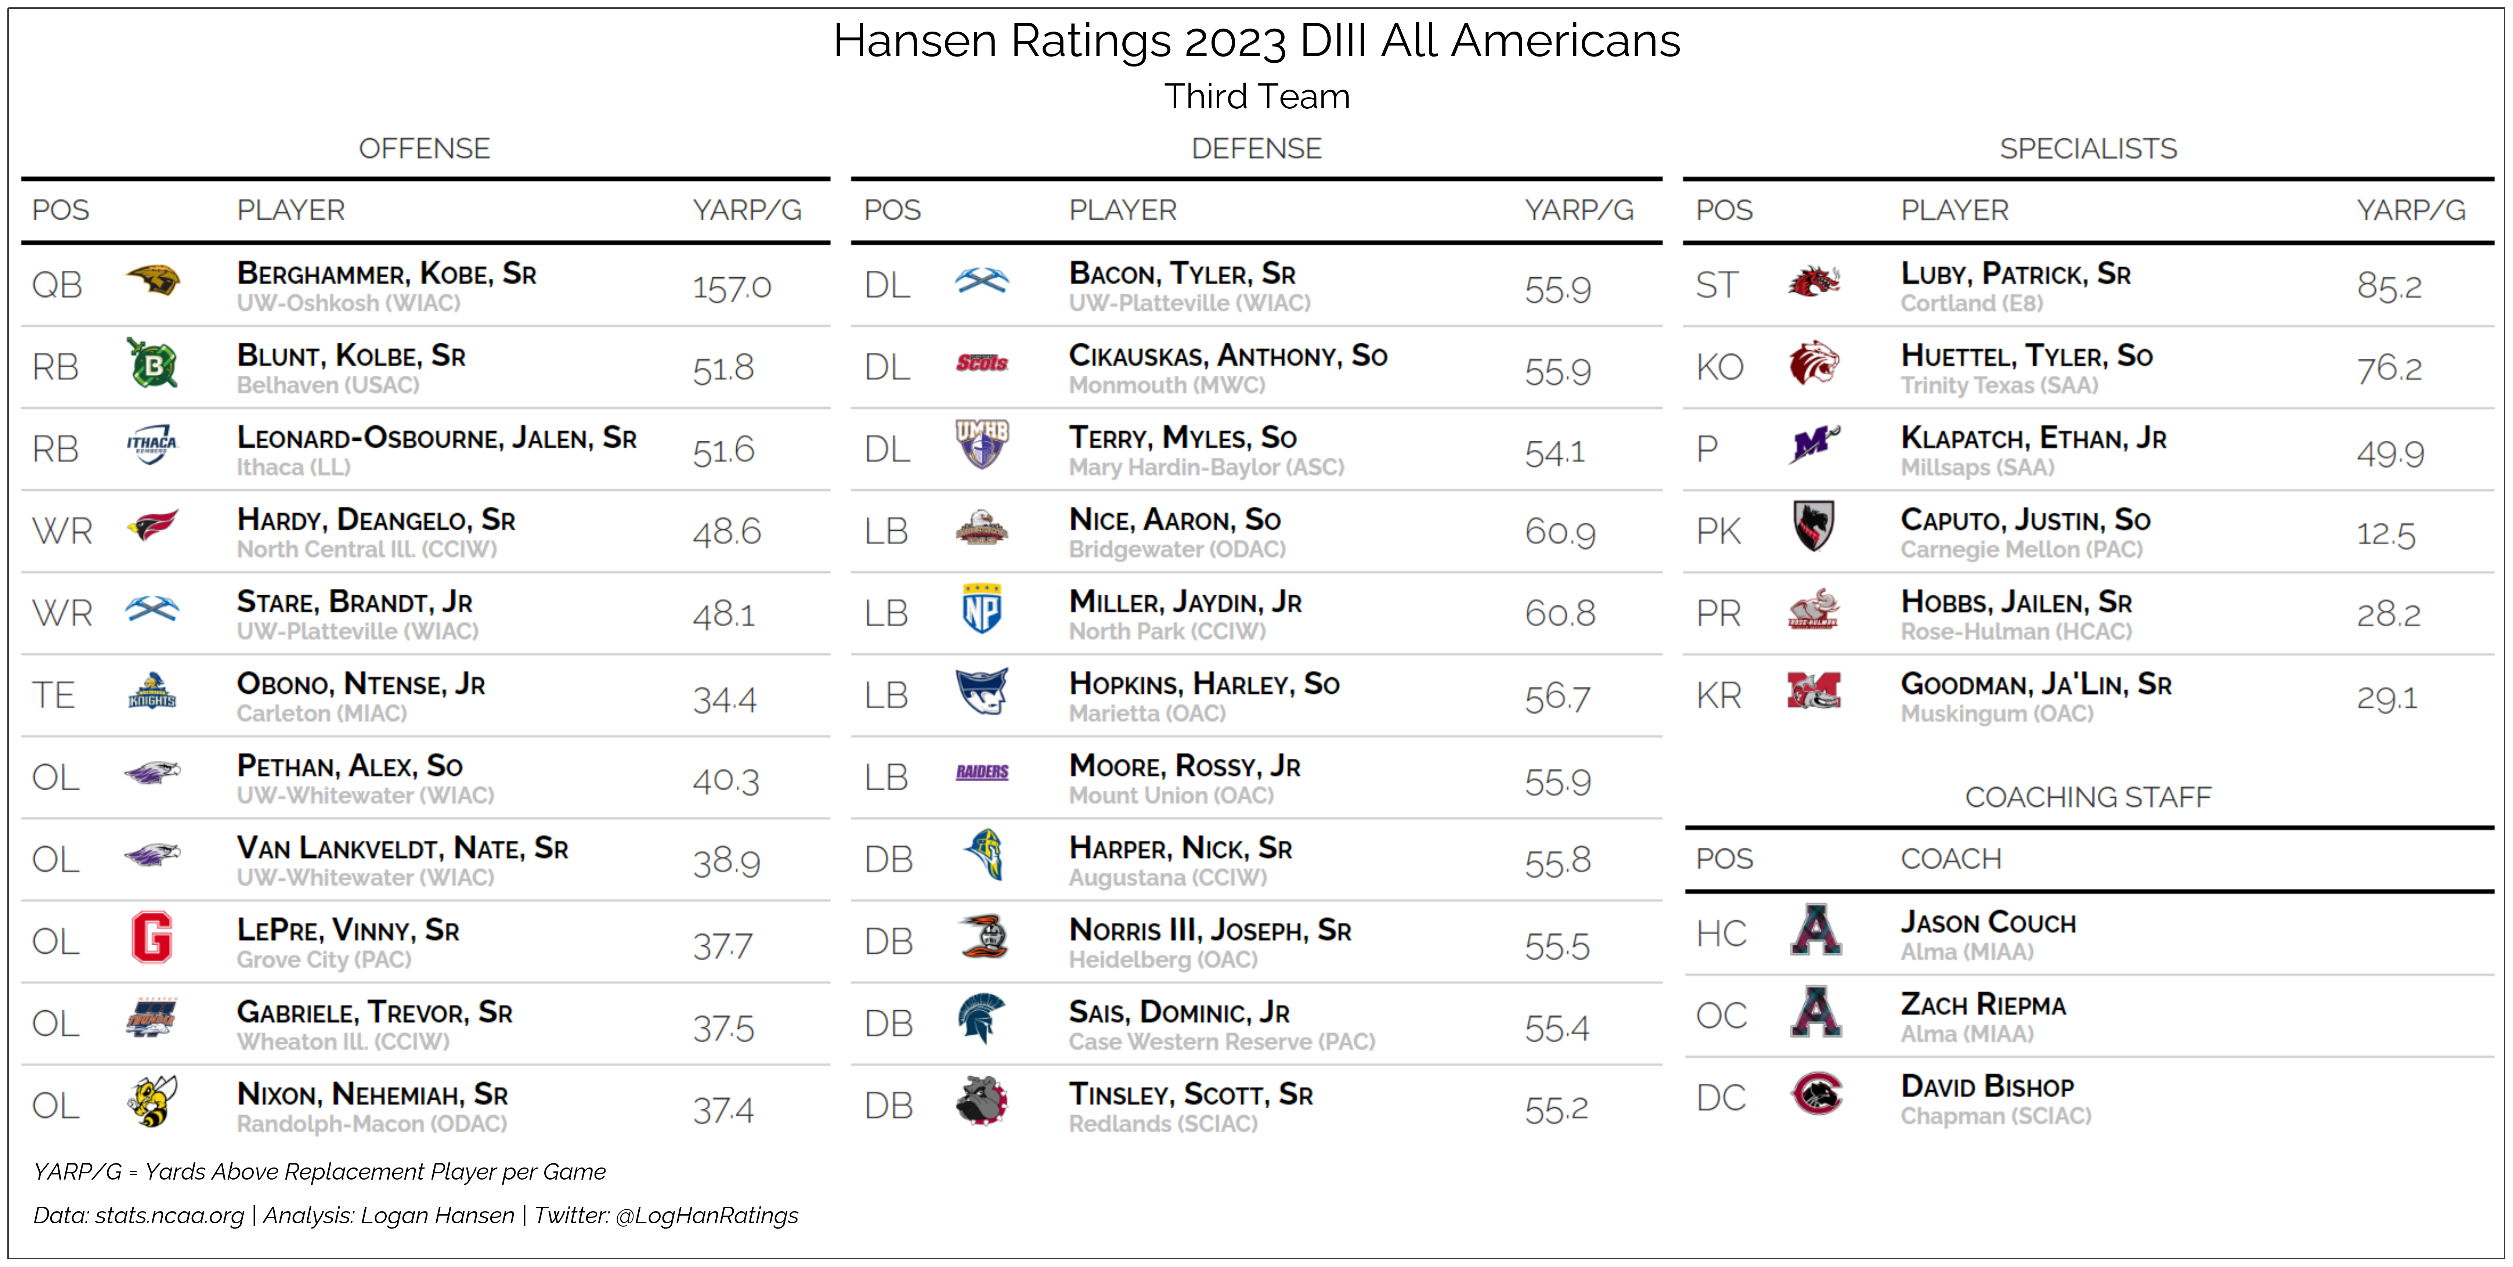 Hansen Ratings 2023 DIII All Americans
Third Team
OFFENSE
POS PLAYER YARP/G
QB BERGHAMMER, KOBE, SR 157.0
UW-Oshkosh (WIAC)
RB B BLUNT, KOLBE, SR 51.8
Belhaven (USAC)
RB ITHACA BOMBERS LEONARD-OSBOURNE, JALEN, SR 51.6
Ithaca (LL)
WR HARDY, DEANGELO, SR 48.6
North Central Ill. (CCIW)
WR STARE, BRANDT, JR 48.1
UW-Platteville (WIAC)
TE KNIGHTS OBONO, NTENSE, JR 34.4
Carleton (MIAC)
OL PETHAN, ALEX, SO 40.3
UW-Whitewater (WIAC)
OL VAN LANKVELDT, NATE, SR 38.9
UW-Whitewater (WIAC)
OL G LEPRE, VINNY, SR 37.7
Grove City (PAC)
OL GABRIELE, TREVOR, SR 37.5
Wheaton Ill. (CCIW)
OL NIXON, NEHEMIAH, SR 37.4
Randolph-Macon (ODAC)
DEFENSE
POS PLAYER YARP/G
DL BACON, TYLER, SR 55.9
UW-Platteville (WIAC)
DL Scots CIKAUSKAS, ANTHONY, SO 55.9
Monmouth (MWC)
DL UMHB TERRY, MYLES, SO 54.1
Mary Hardin-Baylor (ASC)
LB NICE, AARON, SO 60.9
Bridgewater (ODAC)
LB NP MILLER, JAYDIN, JR 60.8
North Park (CCIW)
LB HOPKINS, HARLEY, SO 56.7
Marietta (OAC)
LB RAIDERS MOORE, ROSSY, JR 55.9
Mount Union (OAC)
DB HARPER, NICK, SR 55.8
Augustana (CCIW)
DB NORRIS III, JOSEPH, SR 55.5
Heidelberg (OAC)
DB SAIS, DOMINIC, JR 55.4
Case Western Reserve (PAC)
DB TINSLEY, SCOTT, SR 55.2
Redlands (SCIAC)
SPECIALISTS
POS PLAYER YARP/G
ST LUBY, PATRICK, SR 85.2
Cortland (E8)
KO HUETTEL, TYLER, SO 76.2
Trinity Texas (SAA)
P M KLAPATCH, ETHAN, JR 49.9
Millsaps (SAA)
PK CAPUTO, JUSTIN, SO 12.5
Carnegie Mellon (PAC)
PR ROSE-HULMAN HOBBS, JAILEN, SR 28.2
Rose-Hulman (HCAC)
KR M GOODMAN, JA'LIN, SR 29.1
Muskingum (OAC)
COACHING STAFF
POS COACH
HC A JASON COUCH
Alma (MIAA)
OC A ZACH RIEPMA
Alma (MIAA)
DC C DAVID BISHOP
Chapman (SCIAC)
YARP/G = Yards Above Replacement Player per Game
Data: stats.ncaa.org | Analysis: Logan Hansen | Twitter: @LogHanRatings